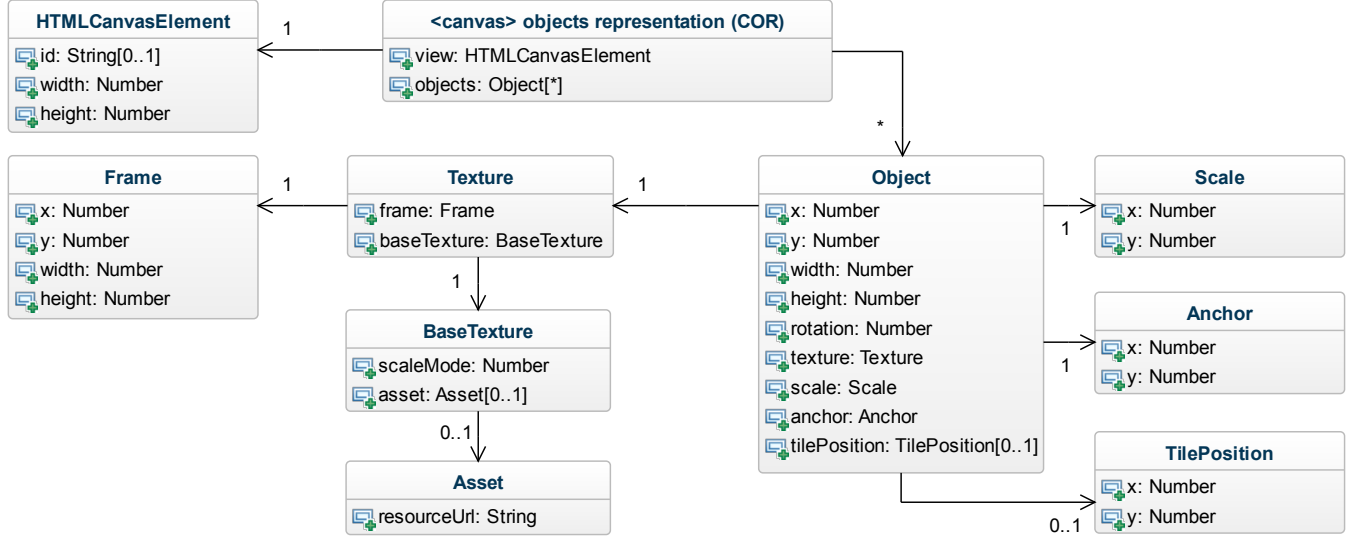 HTMLCanvasElement
id: String[0..1]
width: Number
height: Number
1
<canvas> objects representation (COR)
view: HTMLCanvasElement
objects: Object[*]
*
Frame
x: Number
y: Number
width: Number
height: Number
1
Texture
frame: Frame
baseTexture: BaseTexture
1
1
Object
x: Number
y: Number
width: Number
height: Number
rotation: Number
texture: Texture
scale: Scale
anchor: Anchor
tilePosition: TilePosition[0..1]
1
Scale
x: Number
y: Number
1
Anchor
x: Number
y: Number
0..1
TilePosition
x: Number
y: Number
BaseTexture
scaleMode: Number
asset: Asset[0..1]
0..1
Asset
resourceUrl: String